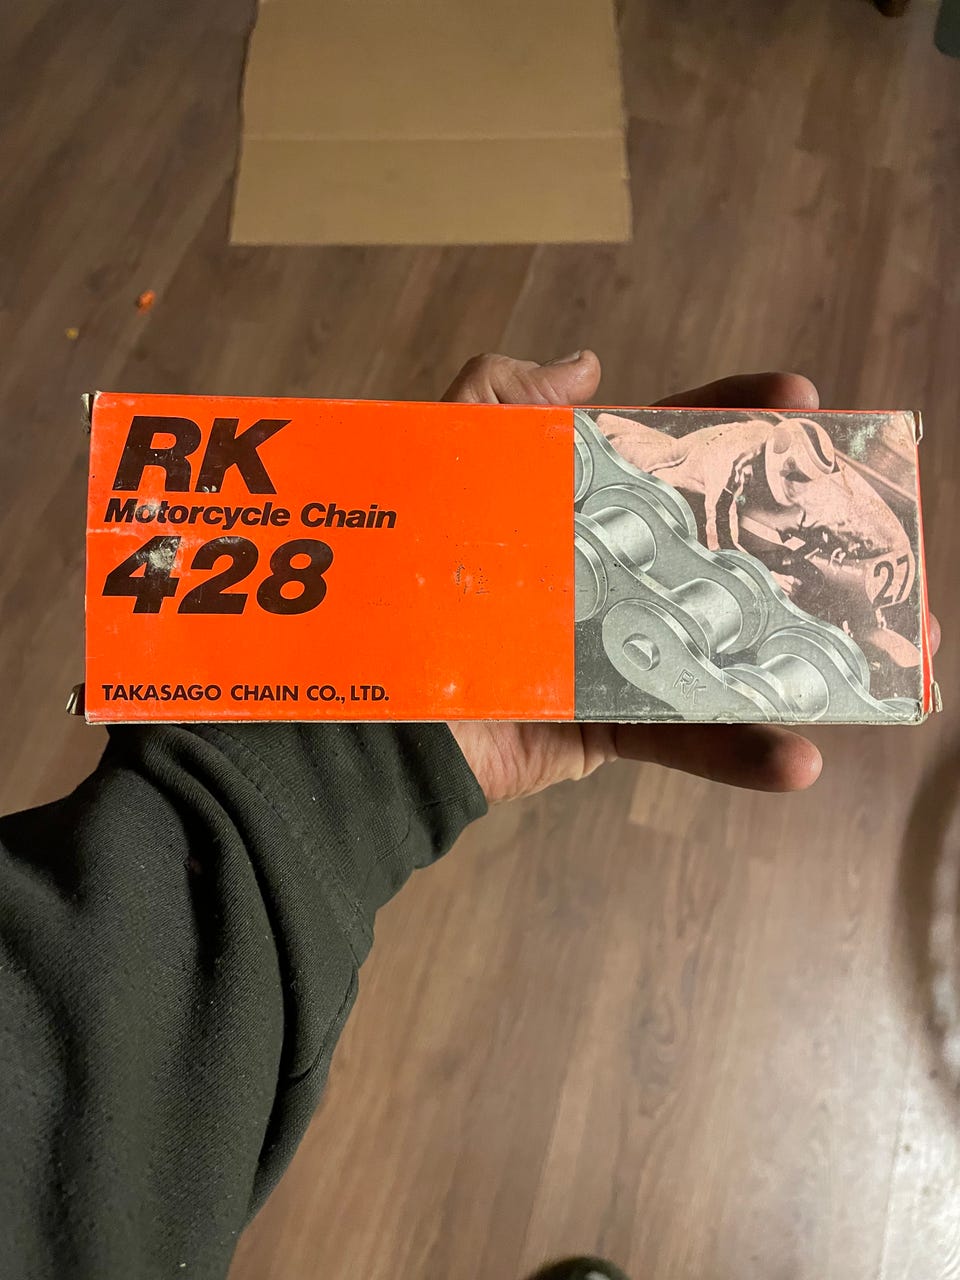 RK
Motorcycle Chain
428
TAKASAGO CHAIN CO., LTD.
27
RK